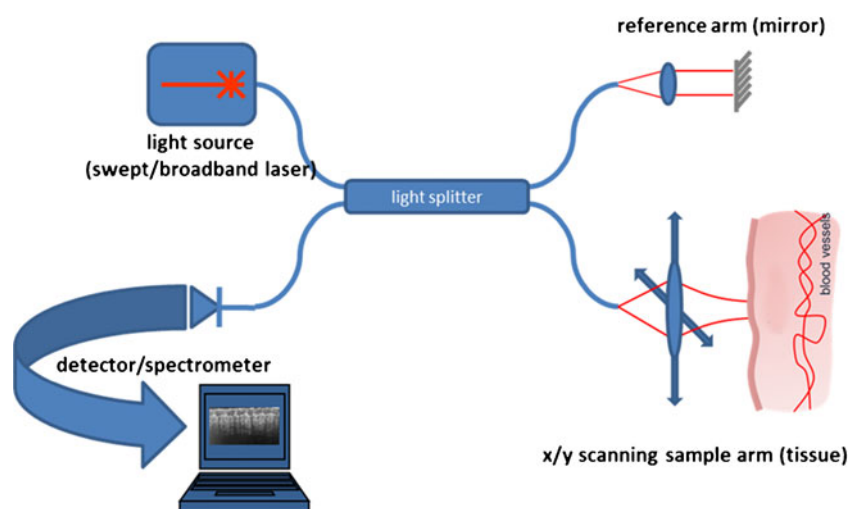 reference arm (mirror)
light source
(swept/broadband laser)
light splitter
blood vessels
detector/spectrometer
x/y scanning sample arm (tissue)